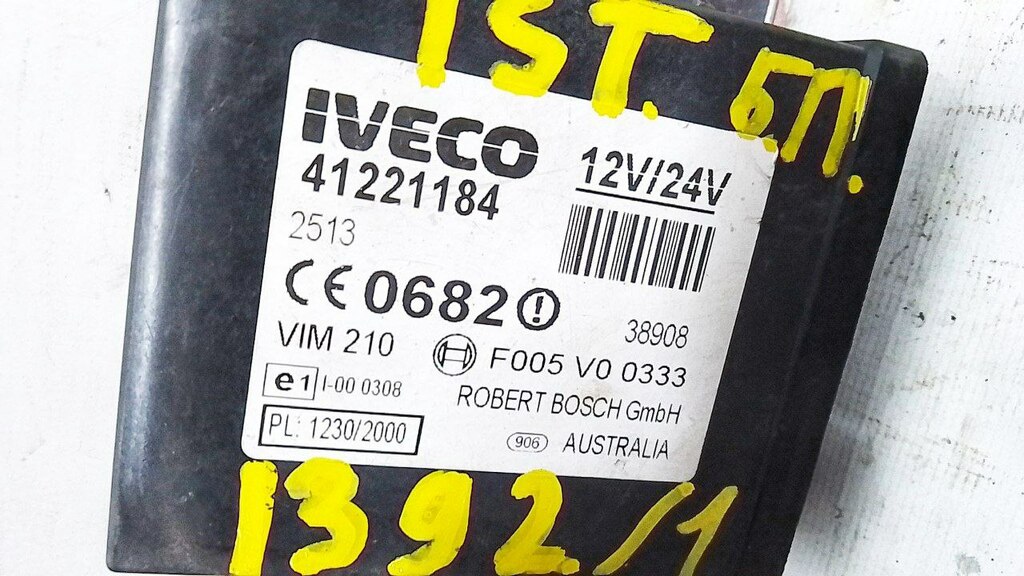 IST. БП.
IVECO
41221184
12V/24V
2513
CE 0682
38908
VIM 210
F005 V0 0333
e1 I-00 0308
ROBERT BOSCH GmbH
PL: 1230/2000
906 AUSTRALIA
1392/1